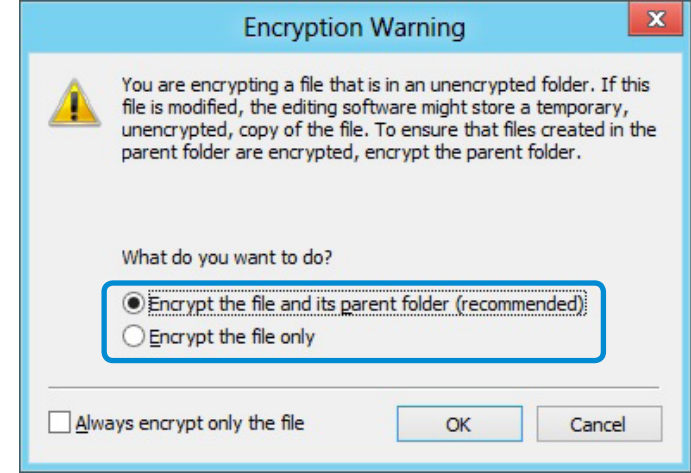 Encryption Warning
x
You are encrypting a file that is in an unencrypted folder. If this
file is modified, the editing software might store a temporary,
unencrypted, copy of the file. To ensure that files created in the
parent folder are encrypted, encrypt the parent folder.
What do you want to do?
Encrypt the file and its parent folder (recommended)
Encrypt the file only
Always encrypt only the file
OK
Cancel